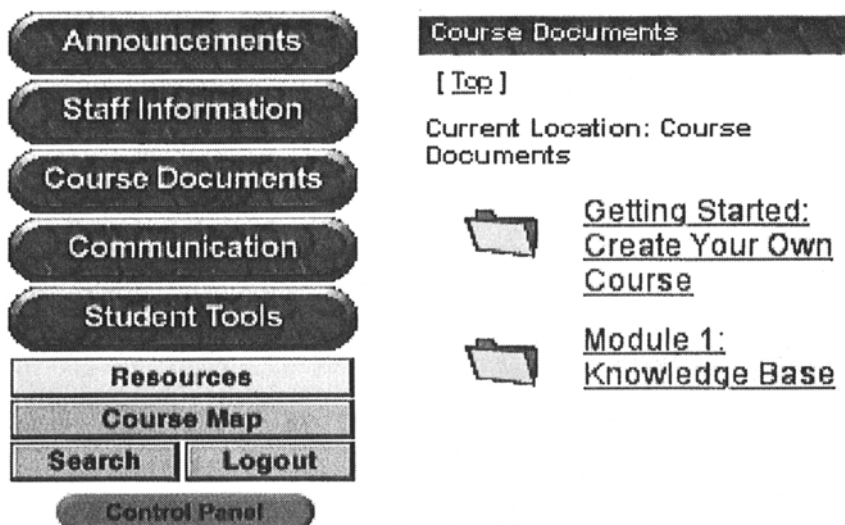 Announcements
Staff Information
Course Documents
Communication
Student Tools
Resources
Course Map
Search Logout
Control Panel
Course Documents
[ Top ]
Current Location: Course
Documents
Getting Started:
Create Your Own
Course
Module 1:
Knowledge Base